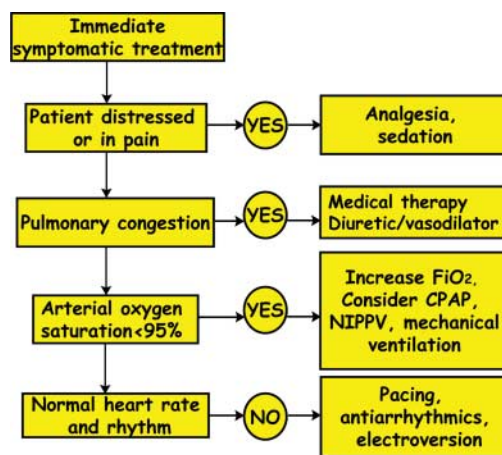 Immediate
symptomatic treatment
Patient distressed
or in pain
YES
Analgesia,
sedation
Pulmonary congestion
YES
Medical therapy
Diuretic/vasodilator
Arterial oxygen
saturation<95%
YES
Increase FiO2,
Consider CPAP,
NIPPV, mechanical
ventilation
Normal heart rate
and rhythm
NO
Pacing,
antiarrhythmics,
electroversion